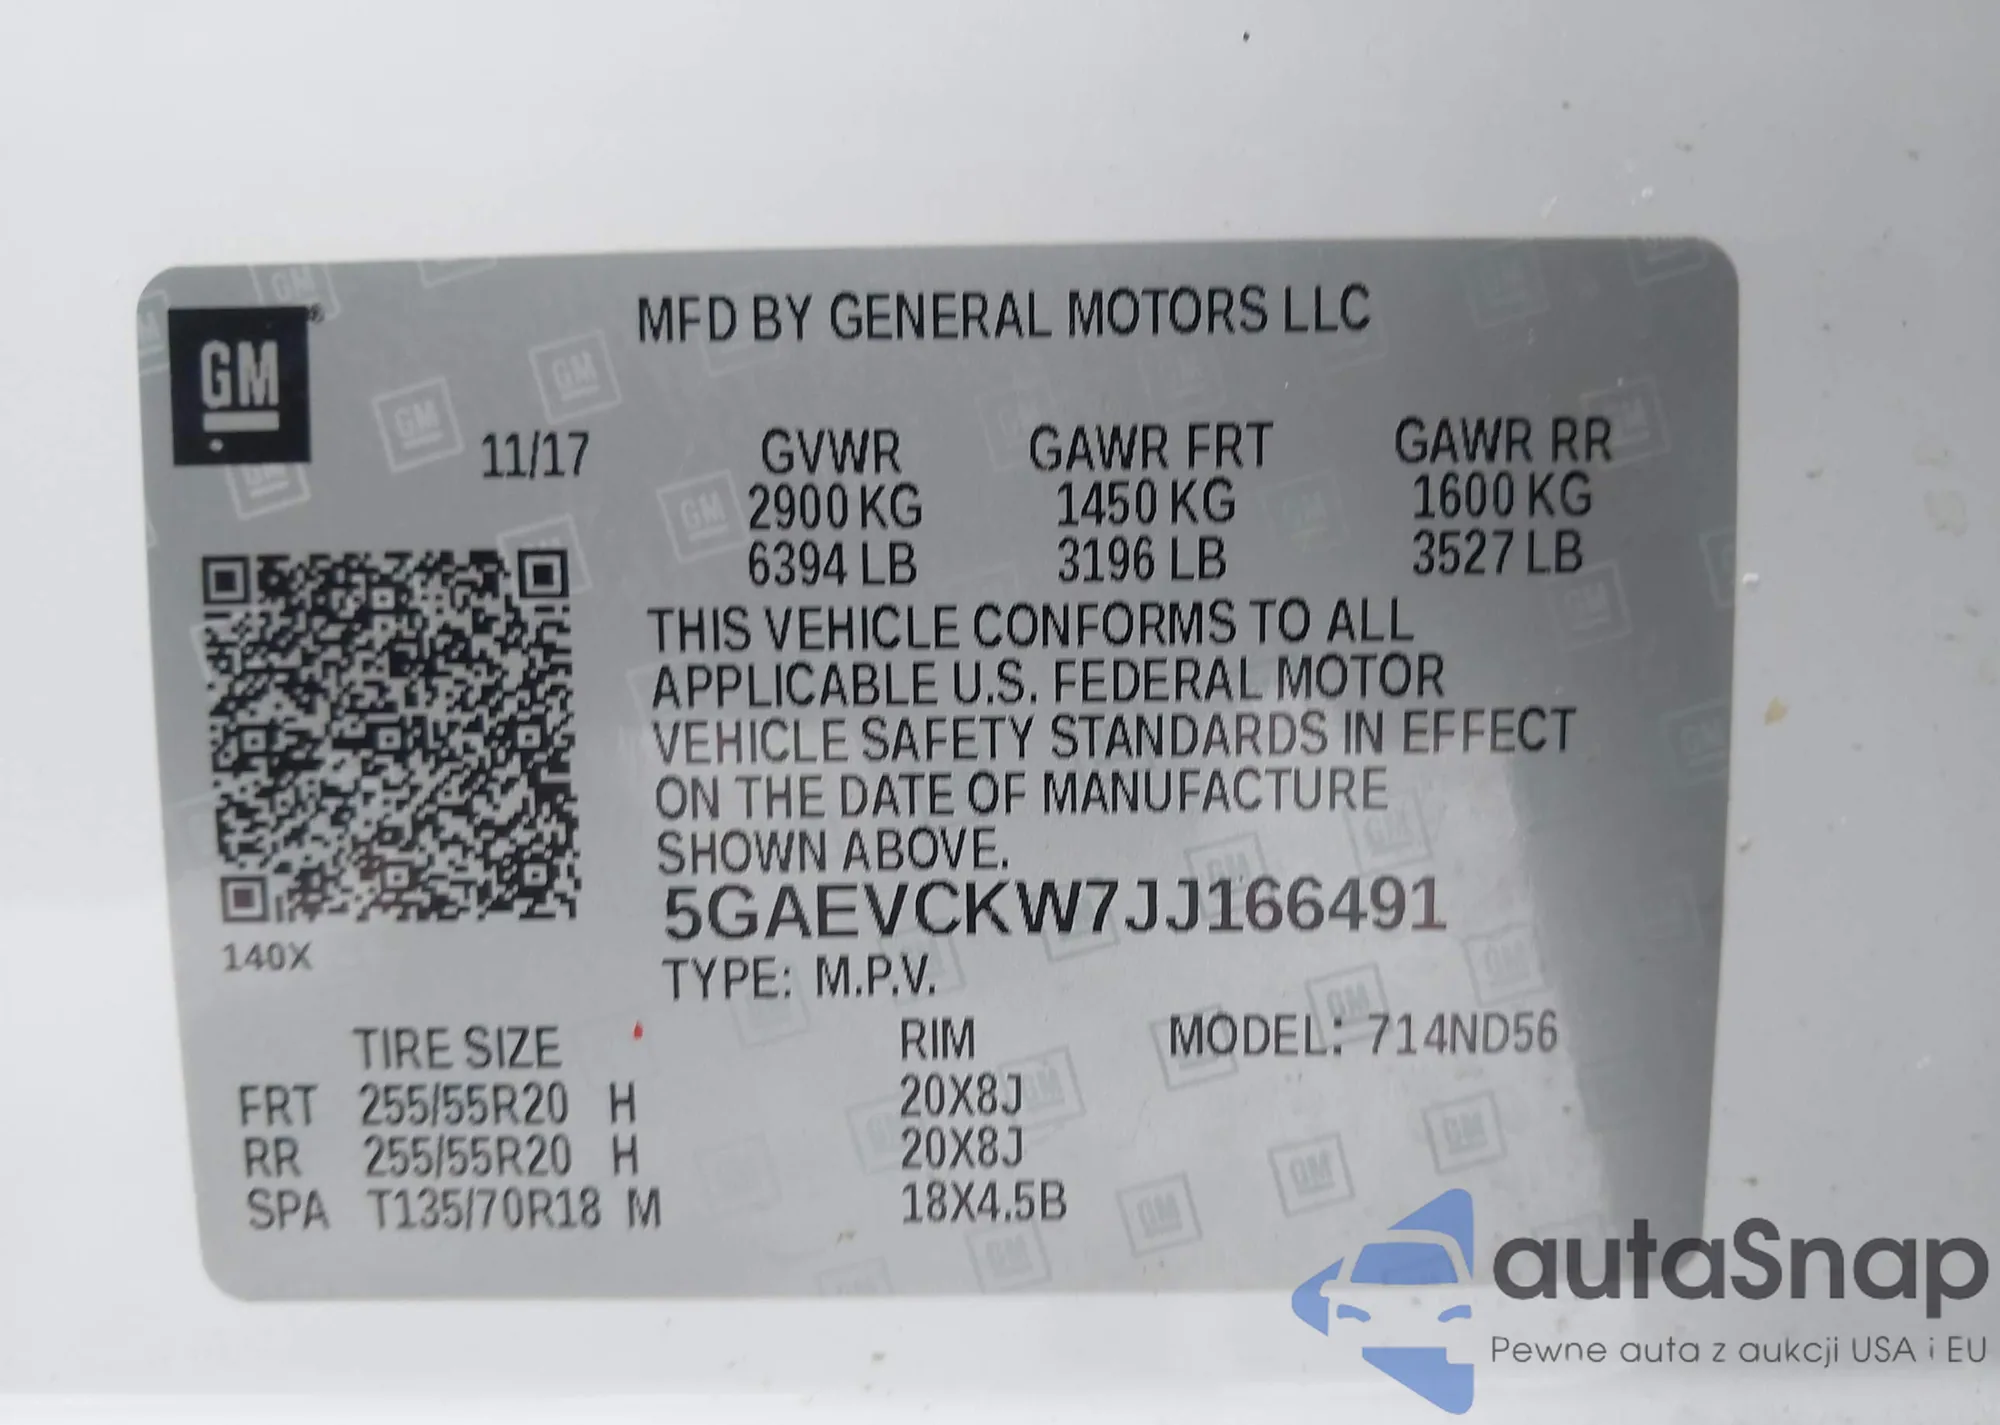 GM
MFD BY GENERAL MOTORS LLC
11/17 GVWR GAWR FRT GAWR RR
2900 KG 1450 KG 1600 KG
6394 LB 3196 LB 3527 LB
THIS VEHICLE CONFORMS TO ALL
APPLICABLE U.S. FEDERAL MOTOR
VEHICLE SAFETY STANDARDS IN EFFECT
ON THE DATE OF MANUFACTURE
SHOWN ABOVE.
5GAEVCKW7JJ166491
140X
TYPE: M.P.V.
TIRE SIZE RIM MODEL: 714ND56
FRT 255/55R20 H 20X8J
RR 255/55R20 H 20X8J
SPA T135/70R18 M 18X4.5B
autaSnap
Pewne auta z aukcji USA i EU